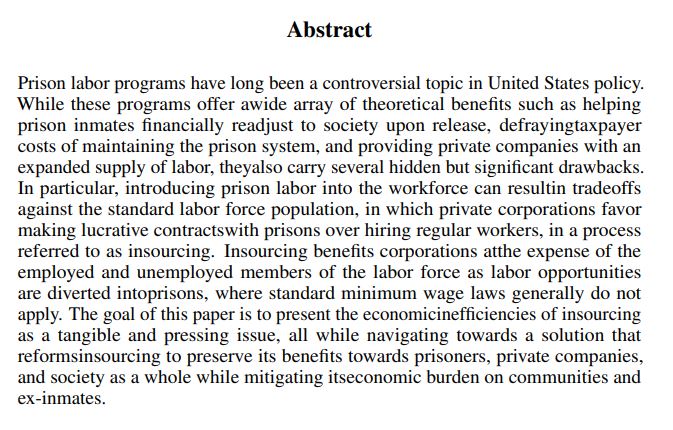 Abstract
Prison labor programs have long been a controversial topic in United States policy.
While these programs offer awide array of theoretical benefits such as helping
prison inmates financially readjust to society upon release, defrayingtaxpayer
costs of maintaining the prison system, and providing private companies with an
expanded supply of labor, theyalso carry several hidden but significant drawbacks.
In particular, introducing prison labor into the workforce can resultin tradeoffs
against the standard labor force population, in which private corporations favor
making lucrative contractswith prisons over hiring regular workers, in a process
referred to as insourcing. Insourcing benefits corporations atthe expense of the
employed and unemployed members of the labor force as labor opportunities
are diverted intoprisons, where standard minimum wage laws generally do not
apply. The goal of this paper is to present the economicinefficiencies of insourcing
as a tangible and pressing issue, all while navigating towards a solution that
reformsinsourcing to preserve its benefits towards prisoners, private companies,
and society as a whole while mitigating itseconomic burden on communities and
ex-inmates.